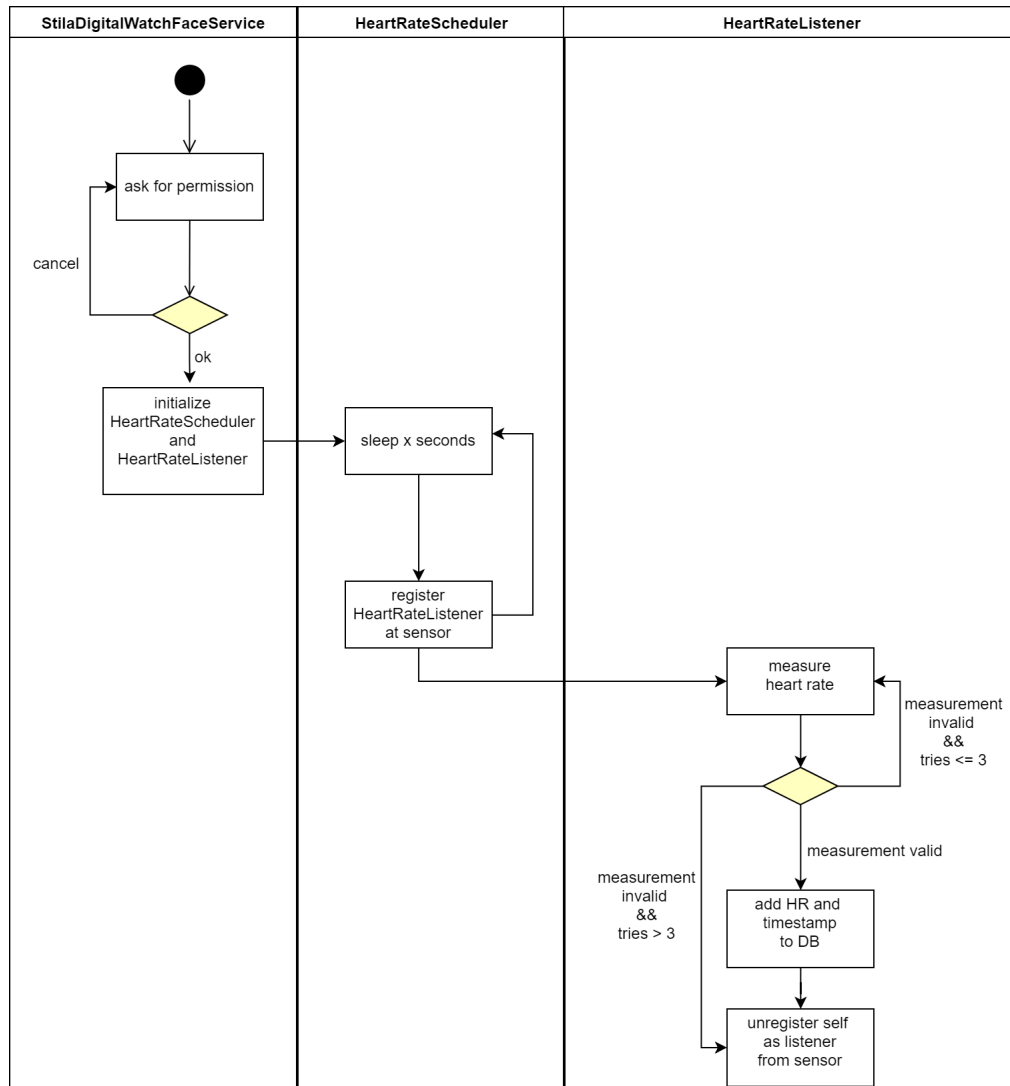 StilaDigitalWatchFaceService
HeartRateScheduler
HeartRateListener
ask for permission
cancel
ok
initialize
HeartRateScheduler
and
HeartRateListener
sleep x seconds
register
HeartRateListener
at sensor
measure
heart rate
measurement
invalid
&&
tries <= 3
measurement valid
measurement
invalid
&&
tries > 3
add HR and
timestamp
to DB
unregister self
as listener
from sensor